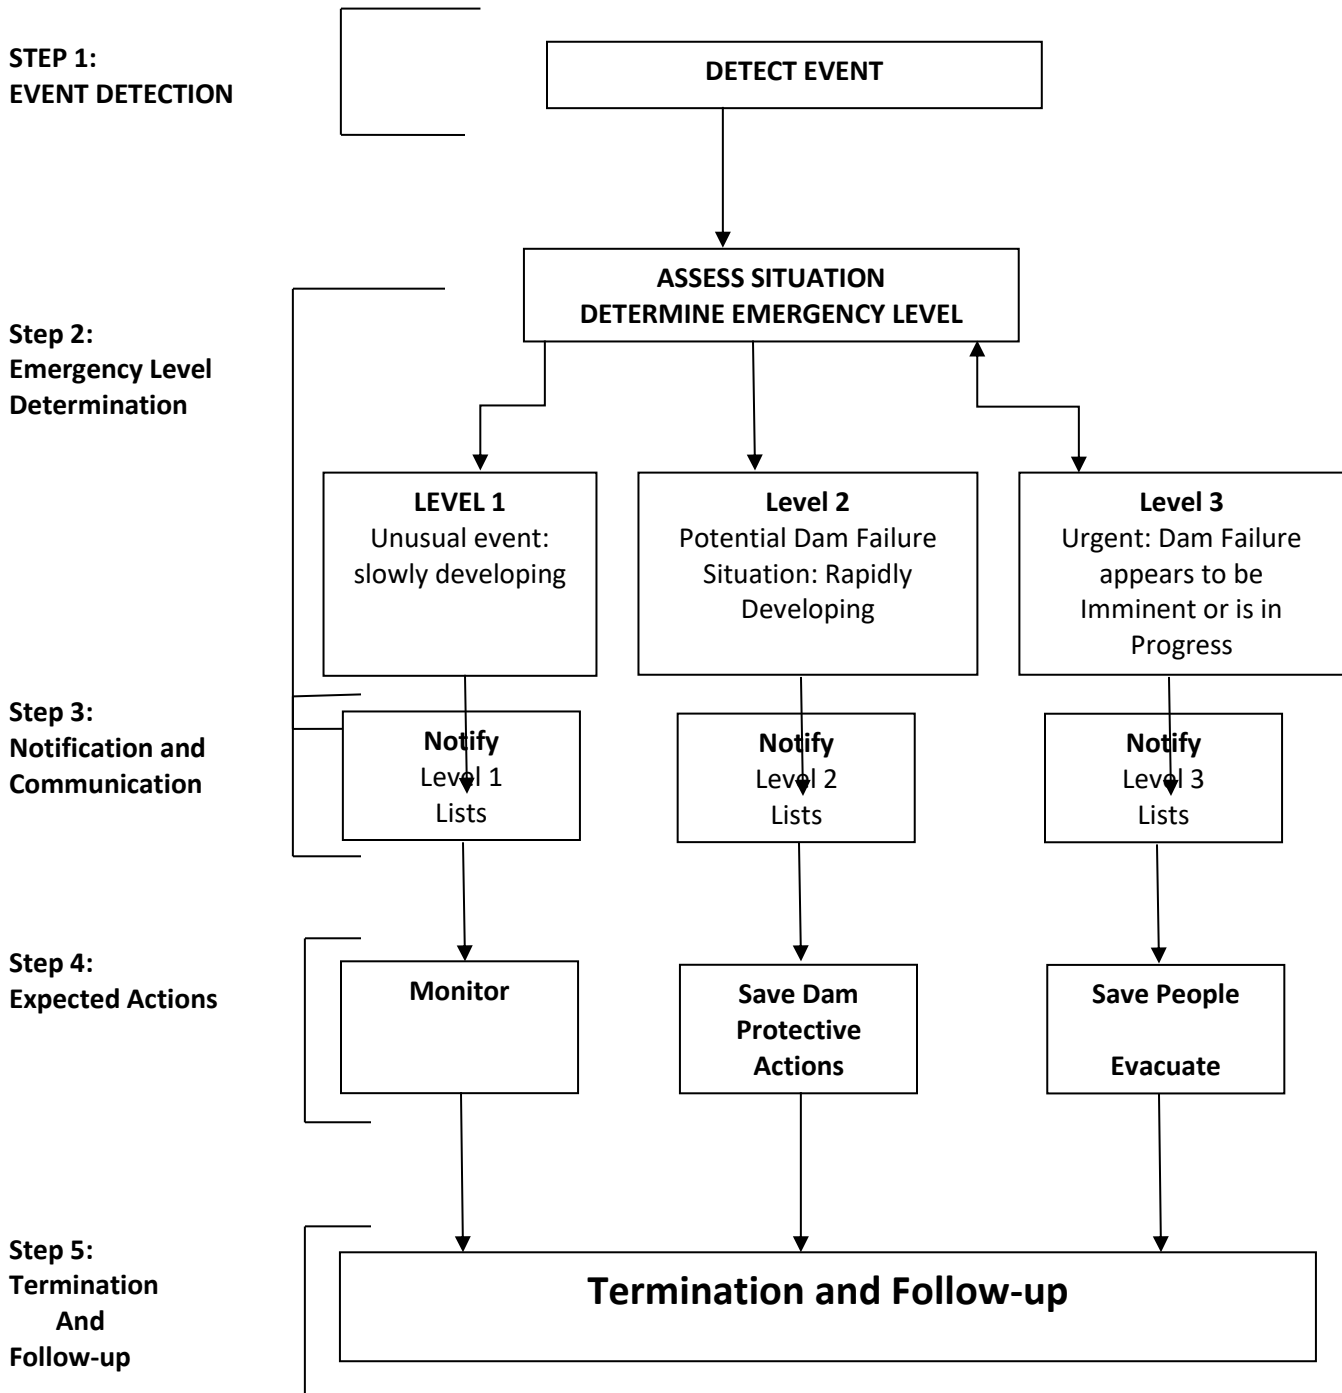 STEP 1:
EVENT DETECTION
DETECT EVENT
ASSESS SITUATION
DETERMINE EMERGENCY LEVEL
Step 2:
Emergency Level
Determination
LEVEL 1
Unusual event:
slowly developing
Level 2
Potential Dam Failure
Situation: Rapidly
Developing
Level 3
Urgent: Dam Failure
appears to be
Imminent or is in
Progress
Step 3:
Notification and
Communication
Notify
Level 1
Lists
Notify
Level 2
Lists
Notify
Level 3
Lists
Step 4:
Expected Actions
Monitor
Save Dam
Protective
Actions
Save People
Evacuate
Step 5:
Termination
And
Follow-up
Termination and Follow-up